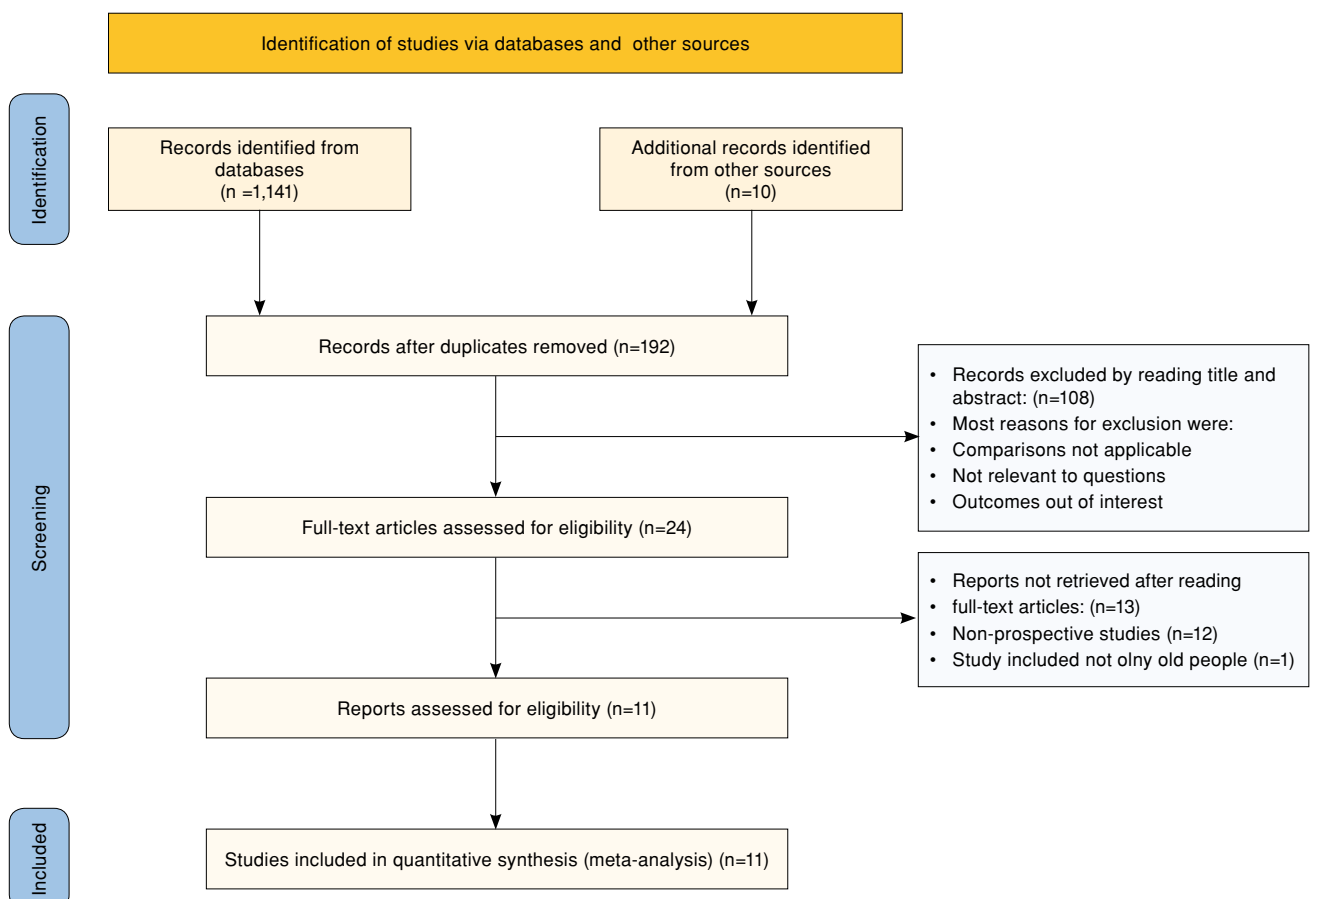 Identification of studies via databases and other sources
Identification
Records identified from
databases
(n =1,141)
Additional records identified
from other sources
(n=10)
Screening
Records after duplicates removed (n=192)
• Records excluded by reading title and
abstract: (n=108)
• Most reasons for exclusion were:
• Comparisons not applicable
• Not relevant to questions
• Outcomes out of interest
Full-text articles assessed for eligibility (n=24)
• Reports not retrieved after reading
• full-text articles: (n=13)
• Non-prospective studies (n=12)
• Study included not olny old people (n=1)
Reports assessed for eligibility (n=11)
Included
Studies included in quantitative synthesis (meta-analysis) (n=11)